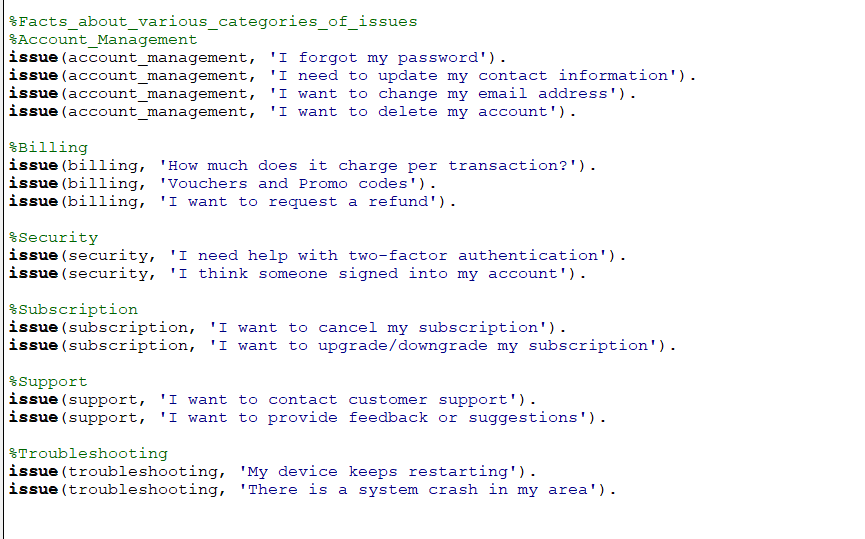 %Facts_about_various_categories_of_issues
%Account_Management
issue(account_management, 'I forgot my password').
issue(account_management, 'I need to update my contact information').
issue(account_management, 'I want to change my email address').
issue(account_management, 'I want to delete my account').
%Billing
issue(billing, 'How much does it charge per transaction?').
issue(billing, 'Vouchers and Promo codes').
issue(billing, 'I want to request a refund').
%Security
issue(security, 'I need help with two-factor authentication').
issue(security, 'I think someone signed into my account').
%Subscription
issue(subscription, 'I want to cancel my subscription').
issue(subscription, 'I want to upgrade/downgrade my subscription').
%Support
issue(support, 'I want to contact customer support').
issue(support, 'I want to provide feedback or suggestions').
%Troubleshooting
issue(troubleshooting, 'My device keeps restarting').
issue(troubleshooting, 'There is a system crash in my area').